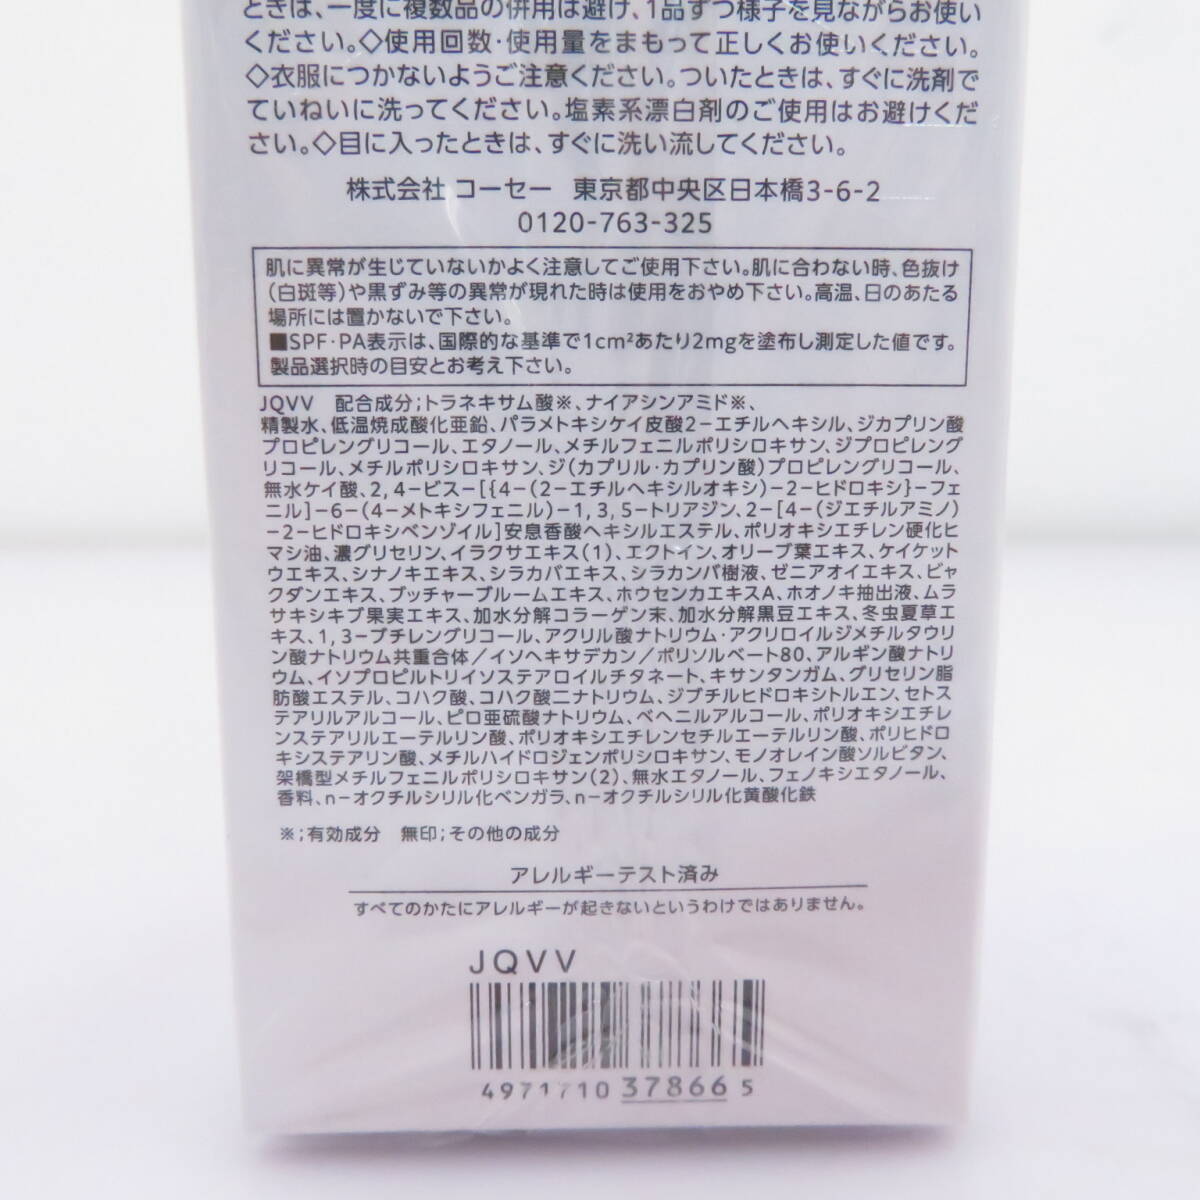 ときは、一度に複数品の併用は避け、1品ずつ様子を見ながらお使い
ください。◇使用回数・使用量をまもって正しくお使いください。
◇衣服につかないようご注意ください。ついたときは、すぐに洗剤で
ていねいに洗ってください。塩素系漂白剤のご使用はお避けくだ
さい。◇目に入ったときは、すぐに洗い流してください。
株式会社 コーセー 東京都中央区日本橋3-6-2
0120-763-325
肌に異常が生じていないかよく注意してご使用下さい。肌に合わない時、色抜け
(白斑等)や黒ずみ等の異常が現れた時は使用をおやめ下さい。高温、日のあたる
場所には置かないで下さい。
■SPF・PA表示は、国際的な基準で1cm²あたり2mgを塗布し測定した値です。
製品選択時の目安とお考え下さい。
JQVV 配合成分;トラネキサム酸※、ナイアシンアミド※、
精製水、低温焼成酸化亜鉛、パラメトキシケイ皮酸2-エチルヘキシル、ジカプリン酸
プロピレングリコール、エタノール、メチルフェニルポリシロキサン、ジプロピレング
リコール、メチルポリシロキサン、ジ(カプリル・カプリン酸)プロピレングリコール、
無水ケイ酸、2,4-ビス-[{4-(2-エチルヘキシルオキシ)-2-ヒドロキシ}-フェ
ニル]-6-(4-メトキシフェニル)-1,3,5-トリアジン、2-[4-(ジエチルアミノ)
-2-ヒドロキシベンゾイル]安息香酸ヘキシルエステル、ポリオキシエチレン硬化ヒ
マシ油、濃グリセリン、イラクサエキス(1)、エクトイン、オリーブ葉エキス、ケイケット
ウエキス、シナノキエキス、シラカバエキス、シラカンバ樹液、ゼニアオイエキス、ビャ
クダンエキス、ブッチャーブルームエキス、ホウセンカエキスA、ホオノキ抽出液、ムラ
サキシキブ果実エキス、加水分解コラーゲン末、加水分解黒豆エキス、冬虫夏草エ
キス、1,3-ブチレングリコール、アクリル酸ナトリウム・アクリロイルジメチルタウリ
ン酸ナトリウム共重合体/イソヘキサデカン/ポリソルベート80、アルギン酸ナトリ
ウム、イソプロピルトリイソステアロイルチタネート、キサンタンガム、グリセリン脂
肪酸エステル、コハク酸、コハク酸二ナトリウム、ジブチルヒドロキシトルエン、セトス
テアリルアルコール、ピロ亜硫酸ナトリウム、ベヘニルアルコール、ポリオキシエチレ
ンステアリルエーテルリン酸、ポリオキシエチレンセチルエーテルリン酸、ポリヒドロ
キシステアリン酸、メチルハイドロジェンポリシロキサン、モノオレイン酸ソルビタン、
架橋型メチルフェニルポリシロキサン(2)、無水エタノール、フェノキシエタノール、
香料、n-オクチルシリル化ベンガラ、n-オクチルシリル化黄酸化鉄
※;有効成分 無印;その他の成分
アレルギーテスト済み
すべてのかたにアレルギーが起きないというわけではありません。
JQVV
4971710 37866 5